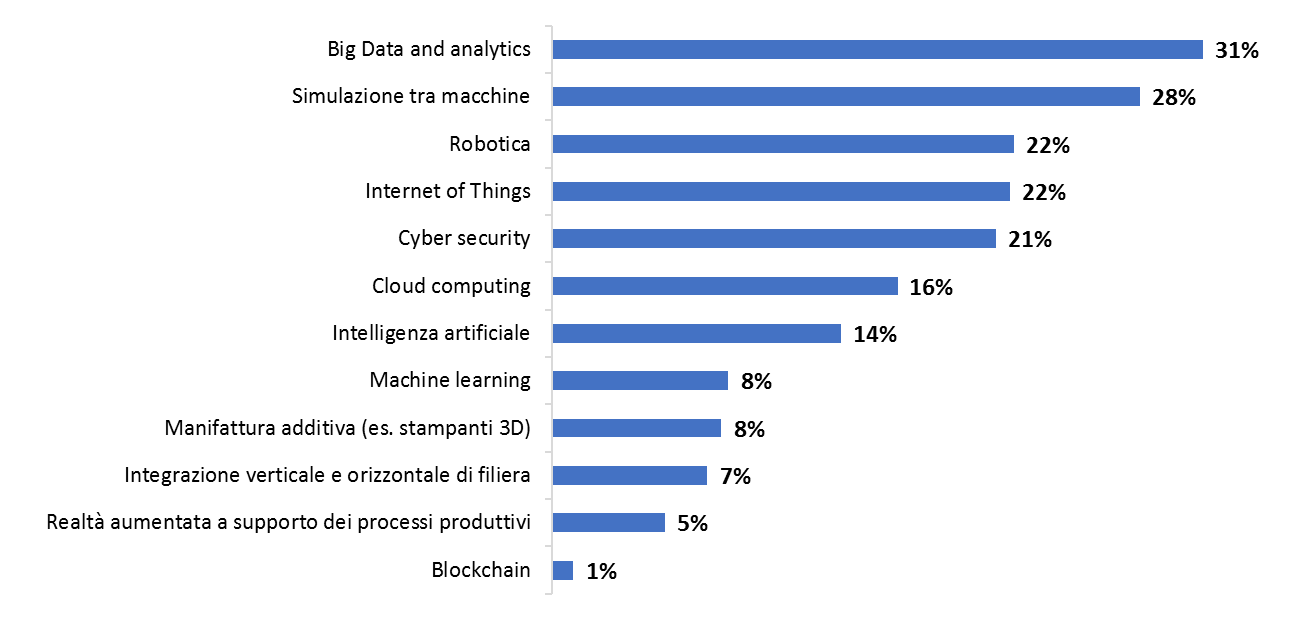 Big Data and analytics 31%
Simulazione tra macchine 28%
Robotica 22%
Internet of Things 22%
Cyber security 21%
Cloud computing 16%
Intelligenza artificiale 14%
Machine learning 8%
Manifattura additiva (es. stampanti 3D) 8%
Integrazione verticale e orizzontale di filiera 7%
Realtà aumentata a supporto dei processi produttivi 5%
Blockchain 1%